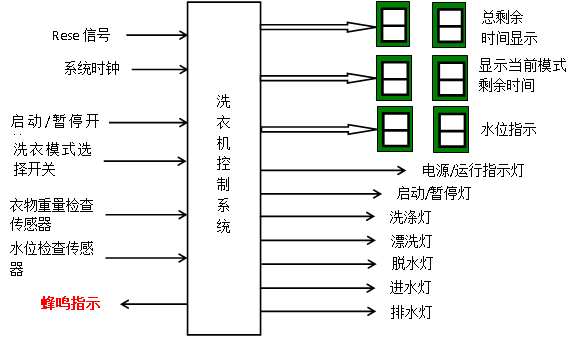 Rese 信号
系统时钟
启动/暂停开
洗衣模式选
择开关
衣物重量检查
传感器
水位检查传感
器
蜂鸣指示
洗衣机控制系统
总剩余
时间显示
显示当前模式
剩余时间
水位指示
电源/运行指示灯
启动/暂停灯
洗涤灯
漂洗灯
脱水灯
进水灯
排水灯